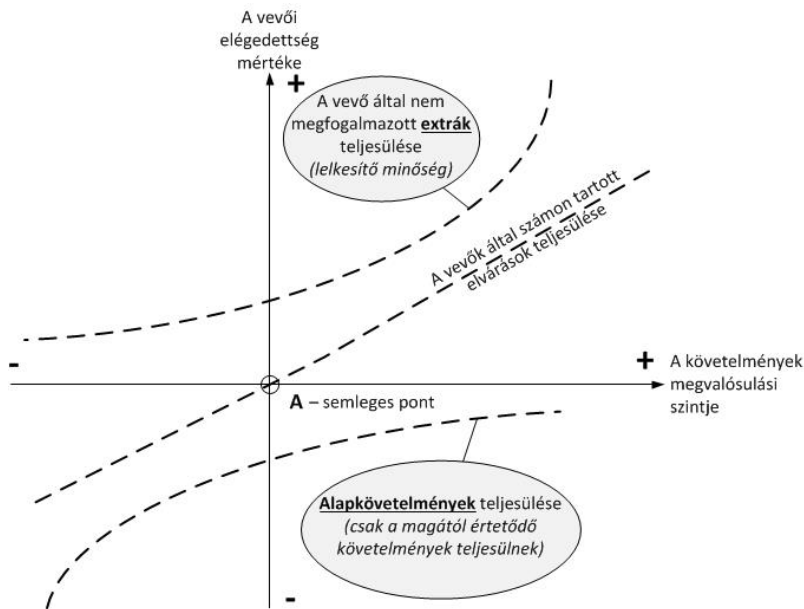 A vevői
elégedettség
mértéke
+
A vevő által nem
megfogalmazott extrák
teljesülése
(lelkesítő minőség)
A vevők által számon tartott
elvárások teljesülése
-
+
A követelmények
megvalósulási
szintje
A – semleges pont
Alapkövetelmények teljesülése
(csak a magától értetődő
követelmények teljesülnek)
-